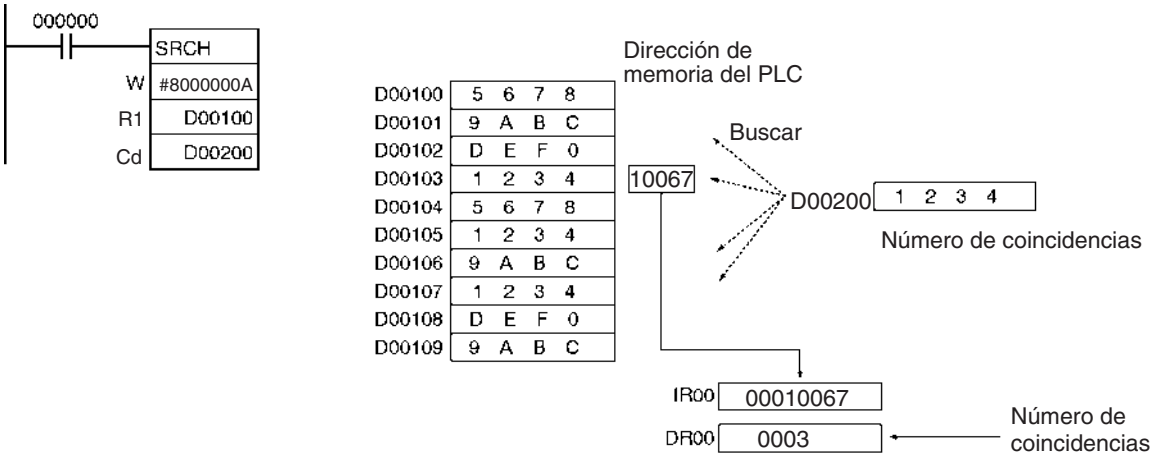 000000
SRCH
W #8000000A
R1 D00100
Cd D00200
Dirección de
memoria del PLC
D00100 5 6 7 8
D00101 9 A B C
D00102 D E F 0
D00103 1 2 3 4
D00104 5 6 7 8
D00105 1 2 3 4
D00106 9 A B C
D00107 1 2 3 4
D00108 D E F 0
D00109 9 A B C
10067
Buscar
D00200 1 2 3 4
Número de coincidencias
IR00 00010067
DR00 0003
Número de
coincidencias